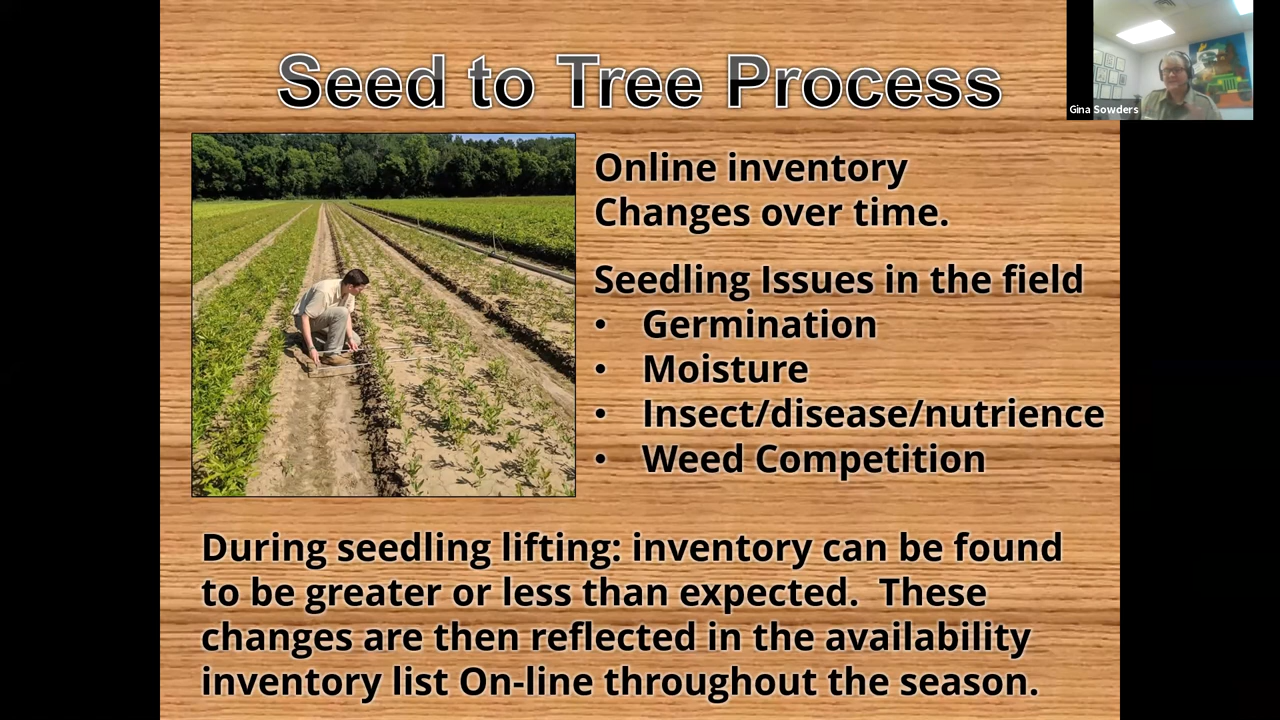 Seed to Tree Process
Gina Sowders
Online inventory
Changes over time.
Seedling Issues in the field
• Germination
• Moisture
• Insect/disease/nutrience
• Weed Competition
During seedling lifting: inventory can be found
to be greater or less than expected.  These
changes are then reflected in the availability
inventory list On-line throughout the season.